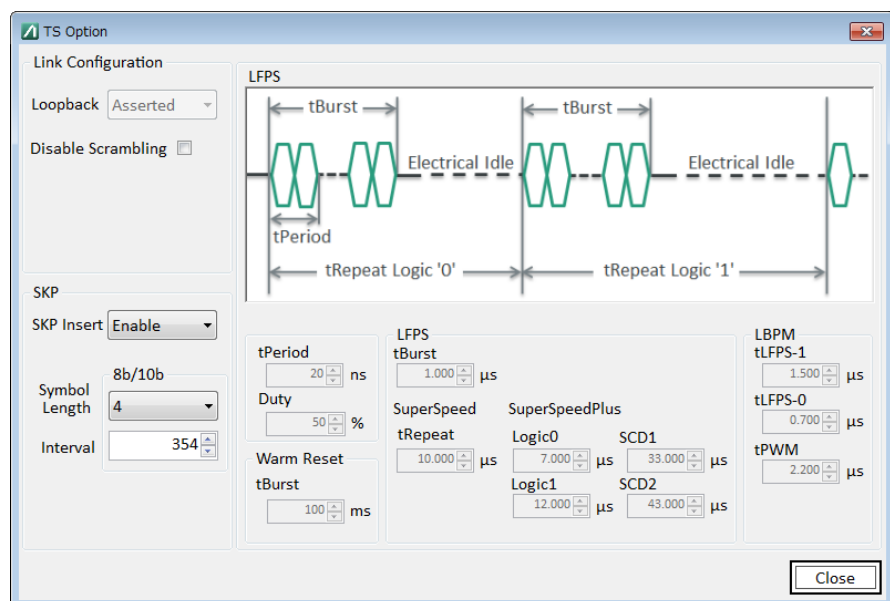 TS Option
Link Configuration
Loopback Asserted
Disable Scrambling
SKP
SKP Insert Enable
8b/10b
Symbol Length 4
Interval 354
LFPS
tBurst tBurst
Electrical Idle Electrical Idle
tPeriod
tRepeat Logic '0' tRepeat Logic '1'
tPeriod
20 ns
Duty
50 %
Warm Reset
tBurst
100 ms
LFPS
tBurst
1.000 µs
SuperSpeed SuperSpeedPlus
tRepeat Logic0 SCD1
10.000 µs 7.000 µs 33.000 µs
Logic1 SCD2
12.000 µs 43.000 µs
LBPM
tLFPS-1
1.500 µs
tLFPS-0
0.700 µs
tPWM
2.200 µs
Close